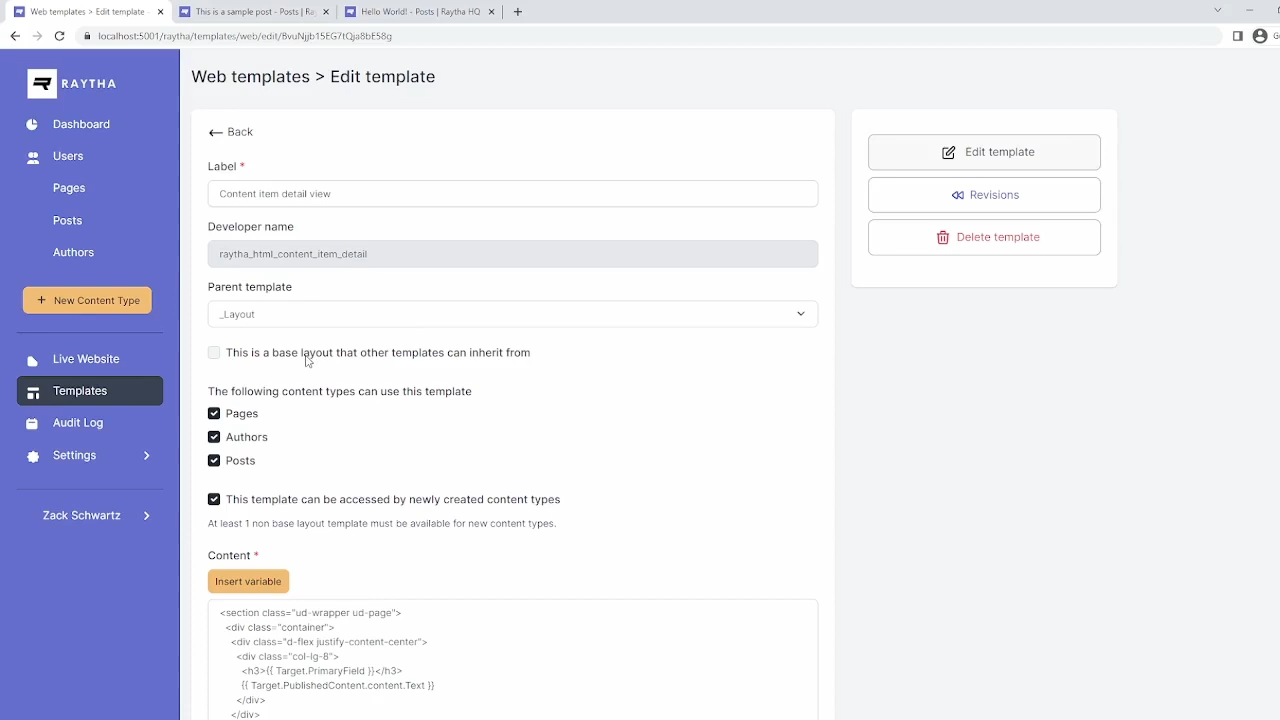 Web templates > Edit template -
This is a sample post - Posts | Ra
Hello World! - Posts | Raytha HQ
localhost:5001/raytha/templates/web/edit/BvuNjjb15EG7tQja8bE58g
RAYTHA
Dashboard
Users
Pages
Posts
Authors
+ New Content Type
Live Website
Templates
Audit Log
Settings
Zack Schwartz
Web templates > Edit template
Back
Label *
Content item detail view
Developer name
raytha_html_content_item_detail
Parent template
_Layout
This is a base layout that other templates can inherit from
The following content types can use this template
Pages
Authors
Posts
This template can be accessed by newly created content types
At least 1 non base layout template must be available for new content types.
Content *
Insert variable
<section class="ud-wrapper ud-page">
<div class="container">
<div class="d-flex justify-content-center">
<div class="col-lg-8">
<h3>{{ Target.PrimaryField }}</h3>
{{ Target.PublishedContent.content.Text }}
</div>
</div>
Edit template
Revisions
Delete template